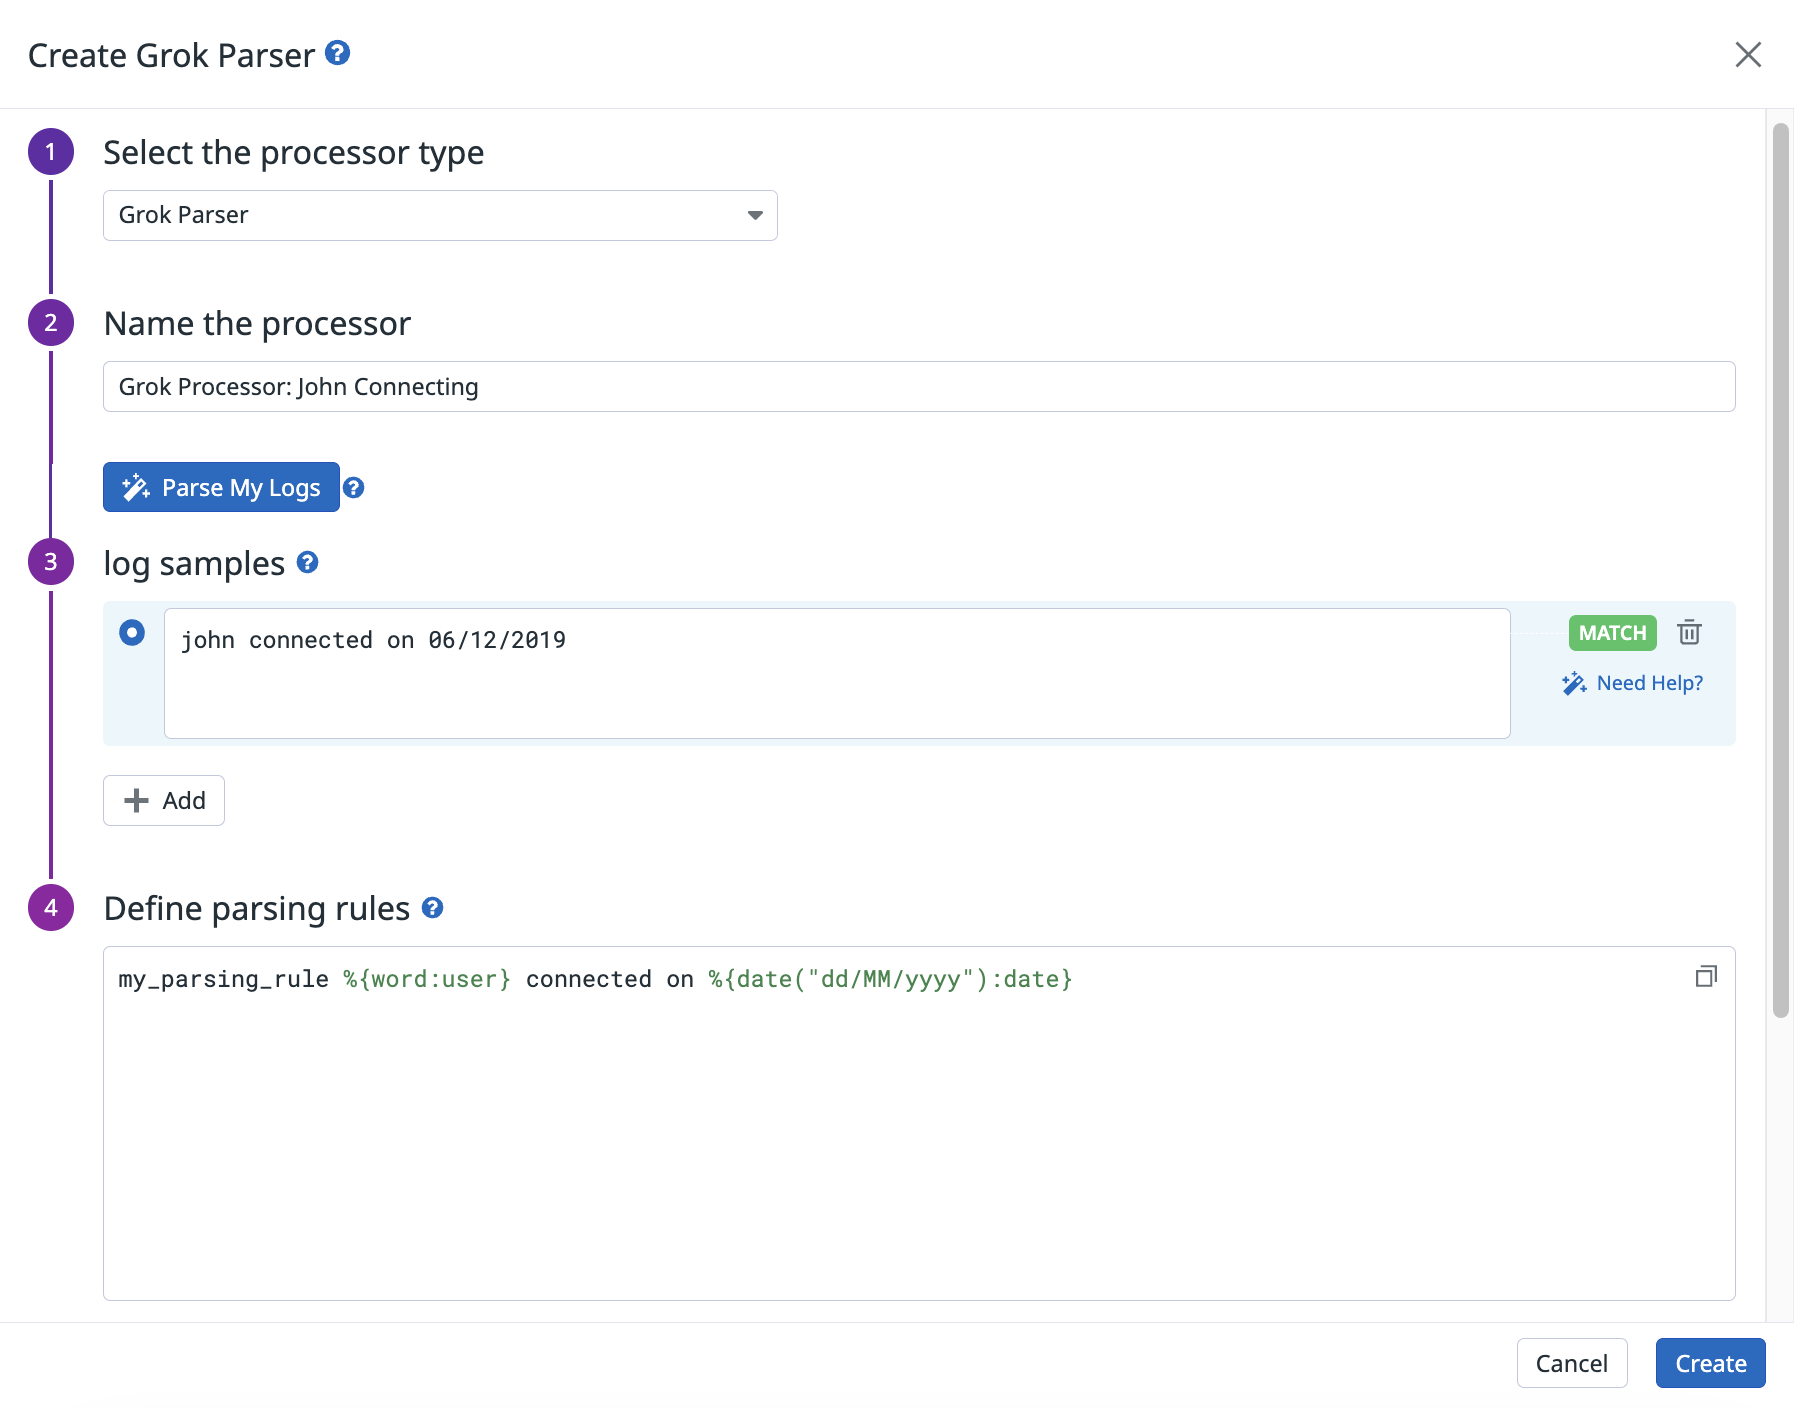 Create Grok Parser ?
1 Select the processor type
Grok Parser
2 Name the processor
Grok Processor: John Connecting
Parse My Logs ?
3 log samples ?
john connected on 06/12/2019
MATCH
Need Help?
Add
4 Define parsing rules ?
my_parsing_rule %{word:user} connected on %{date("dd/MM/yyyy"):date}
Cancel Create